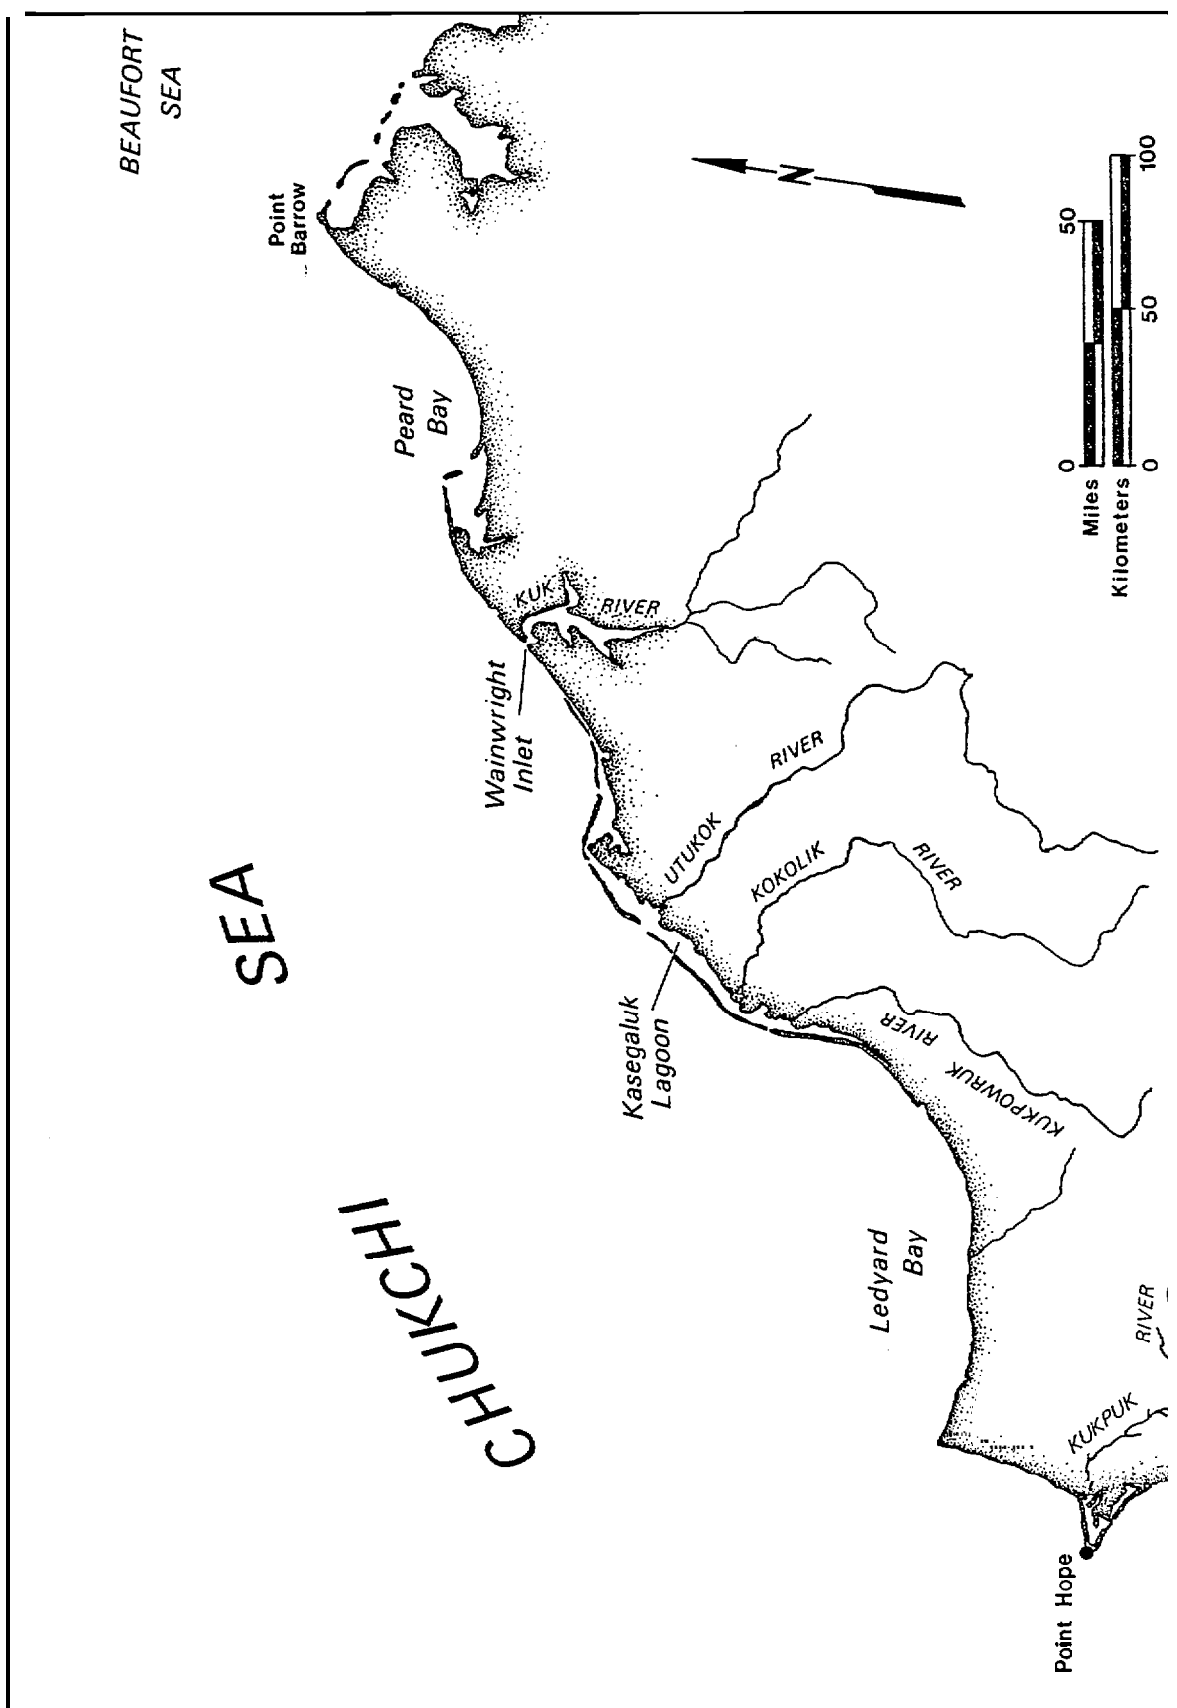 BEAUFORT
SEA
Point
Barrow
Peard
Bay
KUK
RIVER
Wainwright
Inlet
UTUKOK
RIVER
KOKOLIK
RIVER
Kasegaluk
Lagoon
KUKPOWRUK
RIVER
CHUKCHI
SEA
Ledyard
Bay
KUKPUK
RIVER
Point Hope
N
0 50
Miles
Kilometers
0 50 100